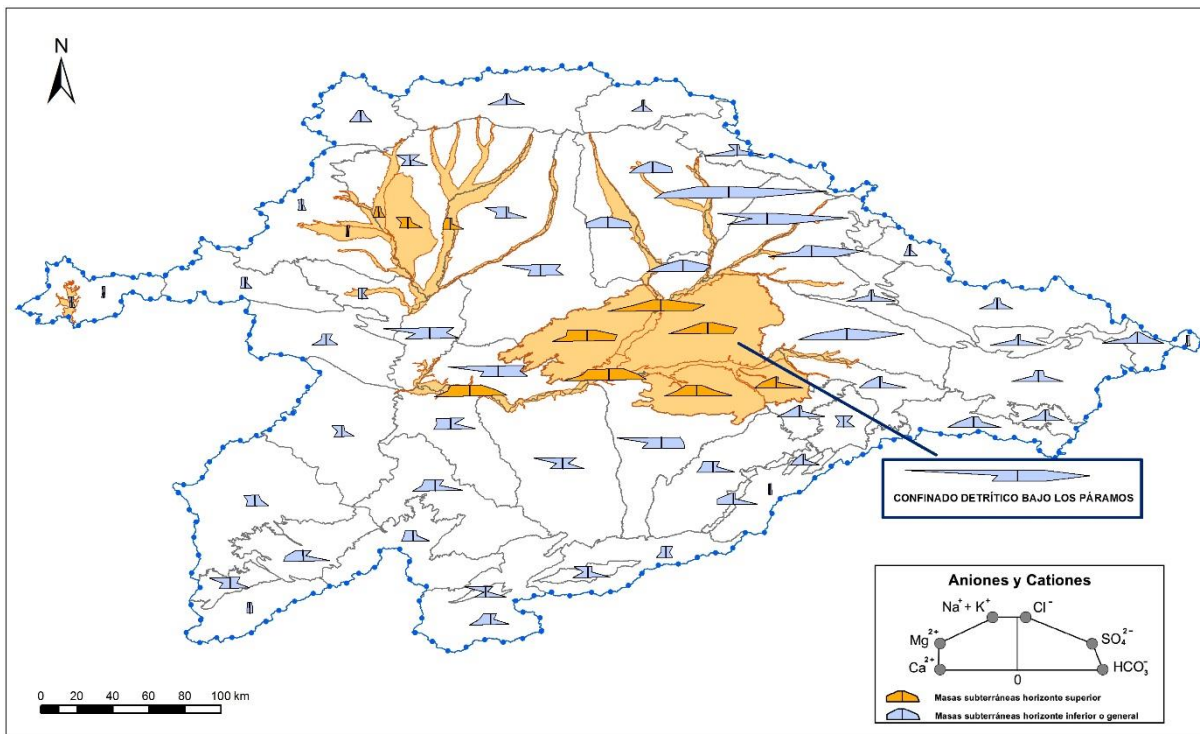 N
CONFINADO DETRÍTICO BAJO LOS PÁRAMOS
Aniones y Cationes
Na⁺ + K⁺ Cl⁻
Mg²⁺ SO₄²⁻
Ca²⁺ HCO₃⁻
0
Masas subterráneas horizonte superior
Masas subterráneas horizonte inferior o general
0 20 40 60 80 100 km